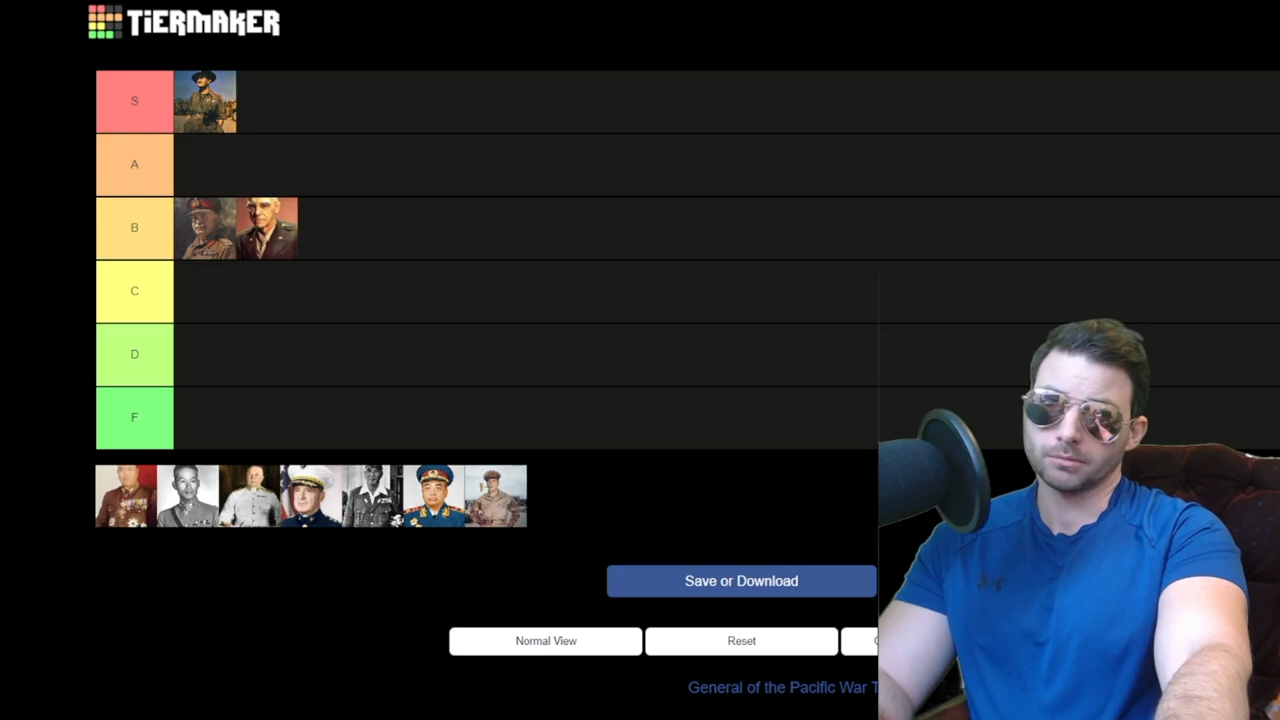 TiERMAKER
S
A
B
C
D
F
Save or Download
Normal View
Reset
General of the Pacific War T